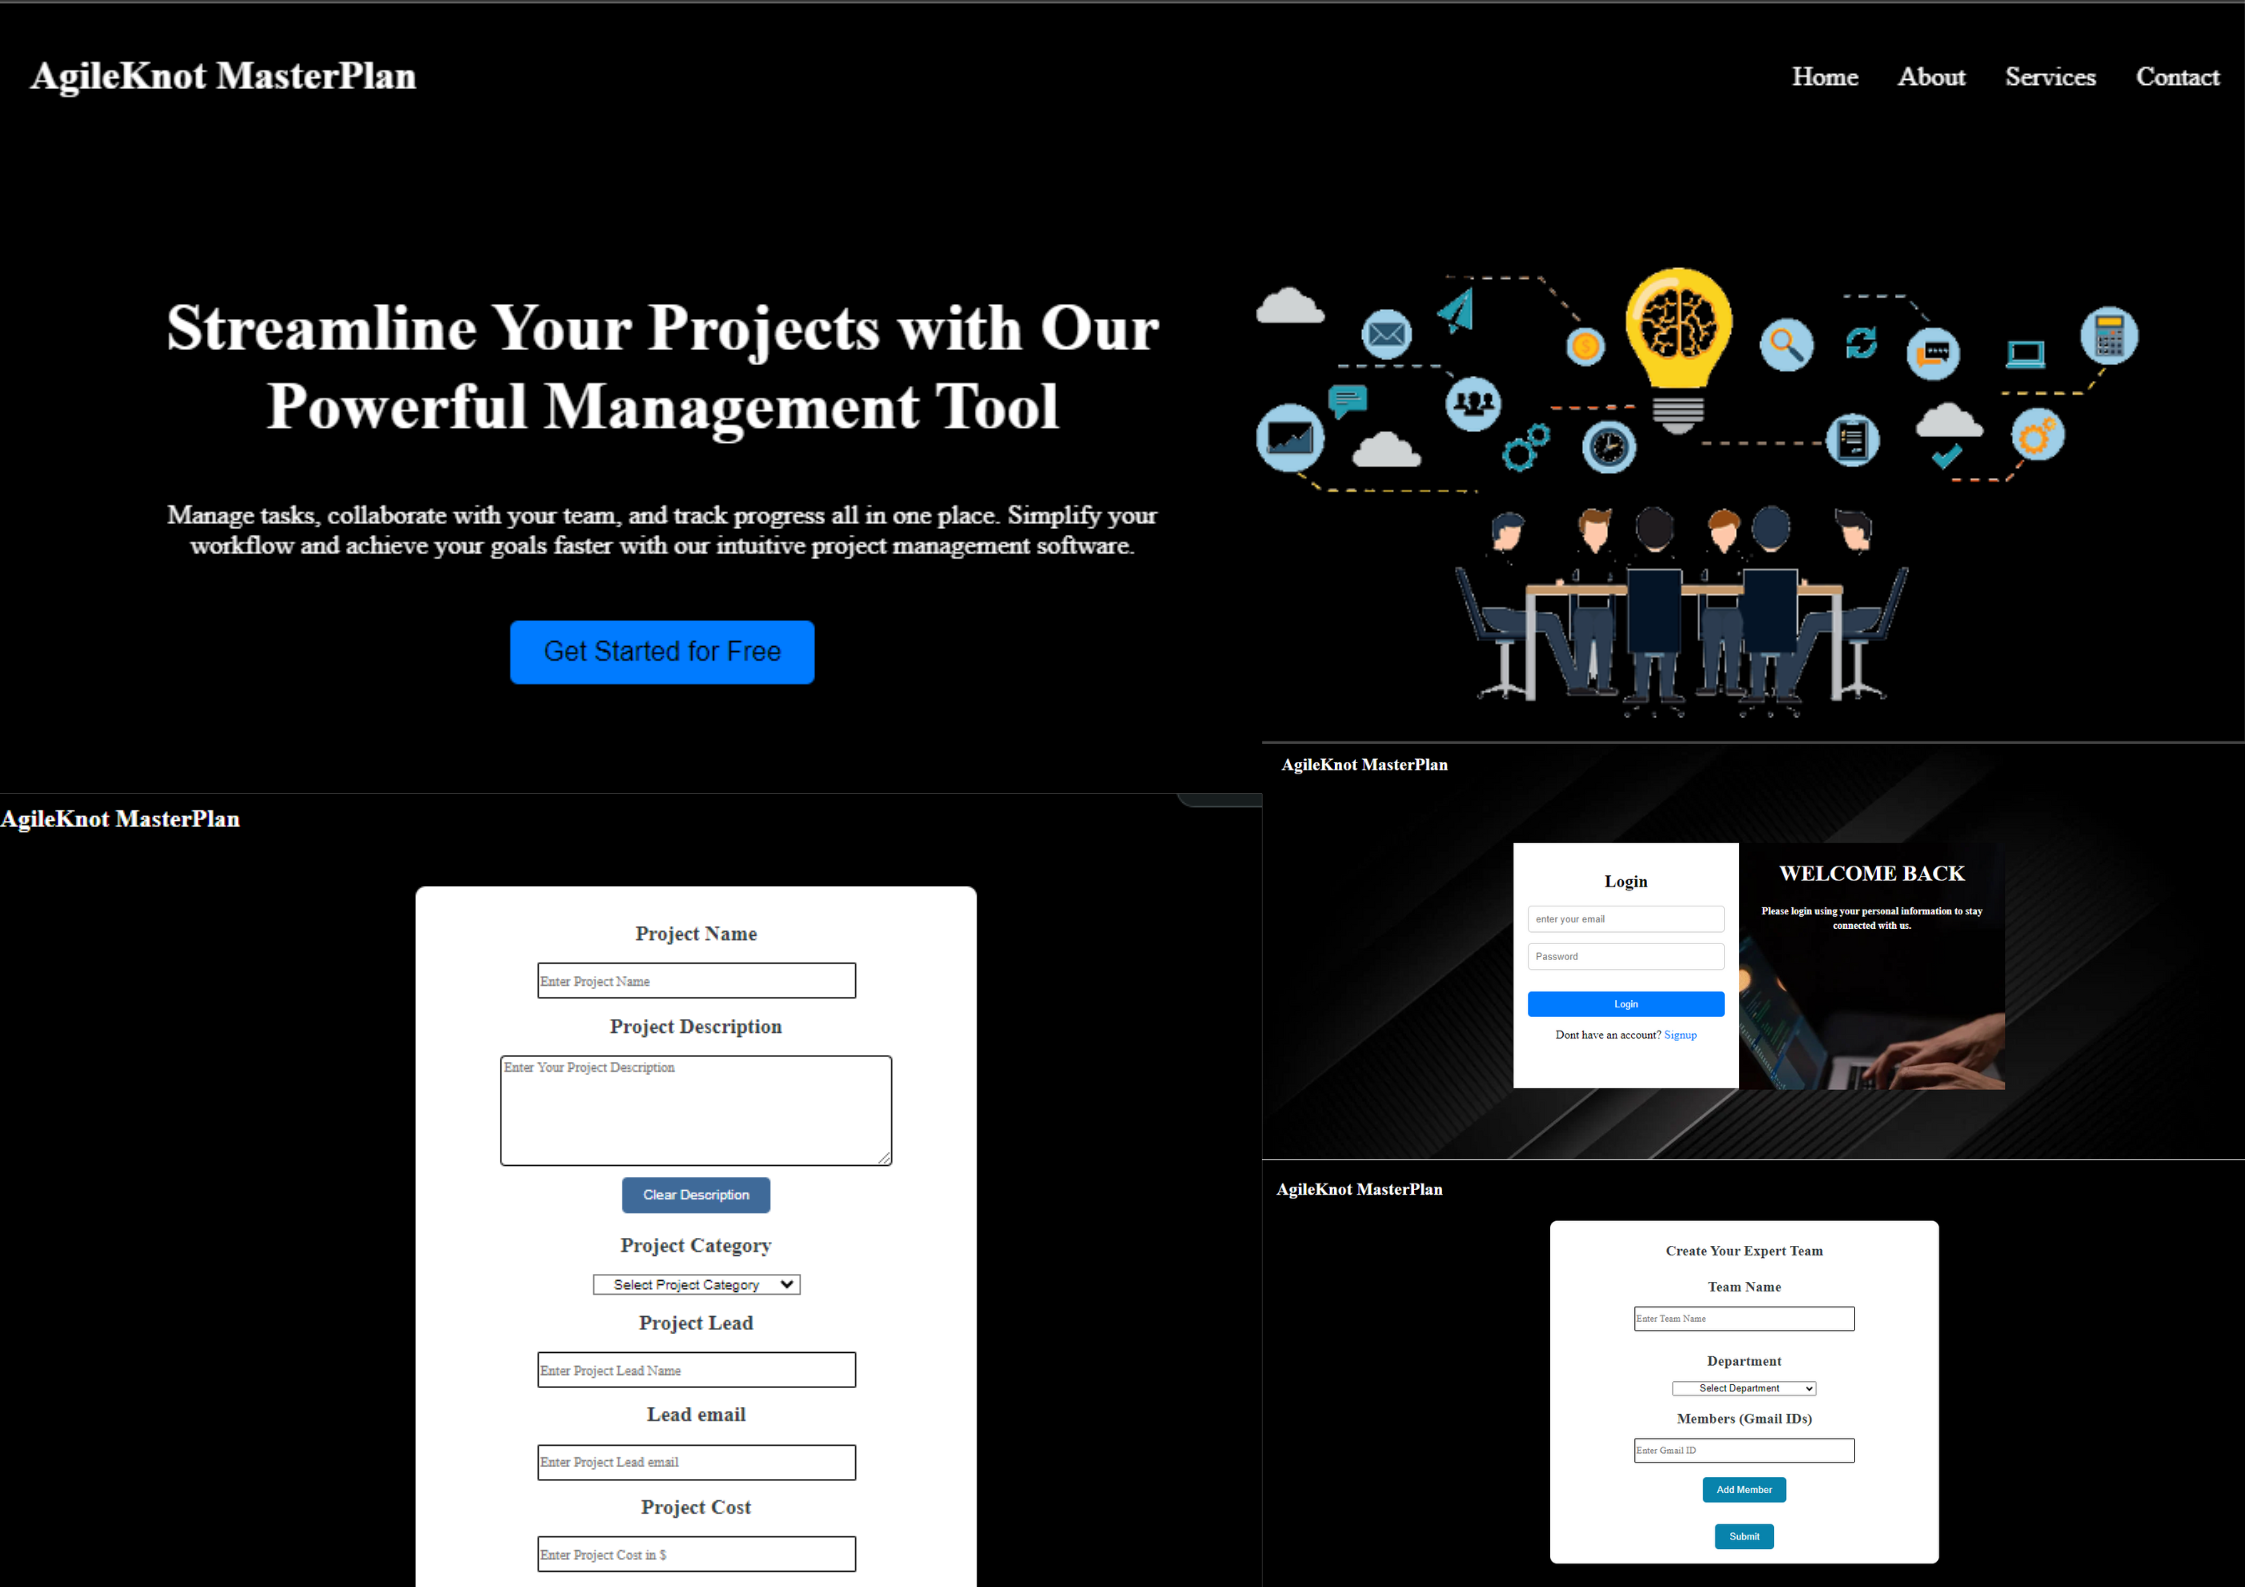 AgileKnot MasterPlan
Home About Services Contact
Streamline Your Projects with Our
Powerful Management Tool
Manage tasks, collaborate with your team, and track progress all in one place. Simplify your
workflow and achieve your goals faster with our intuitive project management software.
Get Started for Free
AgileKnot MasterPlan
Project Name
Enter Project Name
Project Description
Enter Your Project Description
Clear Description
Project Category
Select Project Category
Project Lead
Enter Project Lead Name
Lead email
Enter Project Lead email
Project Cost
Enter Project Cost in $
AgileKnot MasterPlan
Login
enter your email
Password
Login
Dont have an account? Signup
WELCOME BACK
Please login using your personal information to stay
connected with us.
AgileKnot MasterPlan
Create Your Expert Team
Team Name
Enter Team Name
Department
Select Department
Members (Gmail IDs)
Enter Gmail ID
Add Member
Submit